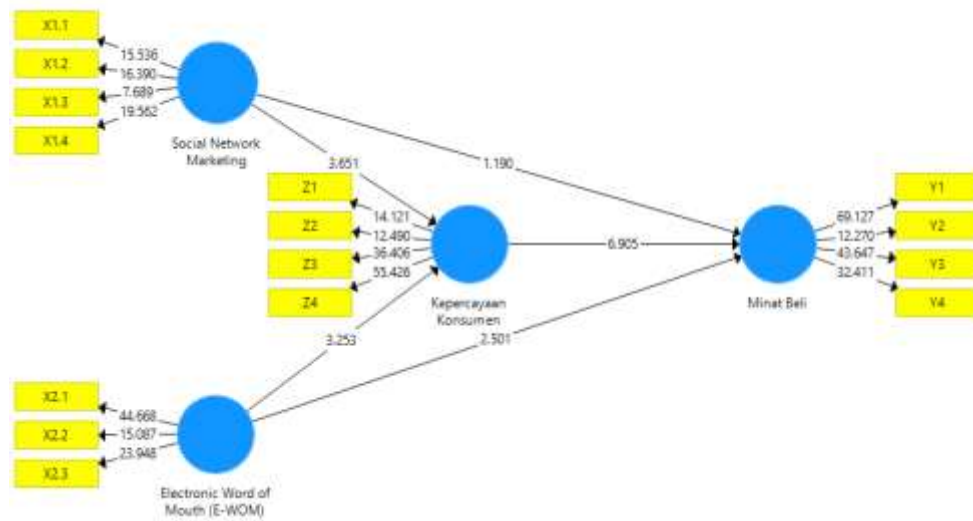 X1.1
15.536
X1.2
16.390
X1.3
7.689
X1.4
19.562
Social Network
Marketing
3.651
1.190
Z1
14.121
Z2
12.490
Z3
36.406
Z4
55.426
Kepercayaan
Konsumen
6.905
Y1
69.127
Y2
12.270
Y3
43.647
Y4
32.411
Minat Beli
3.253
2.501
X2.1
44.668
X2.2
15.087
X2.3
23.948
Electronic Word of
Mouth (E-WOM)